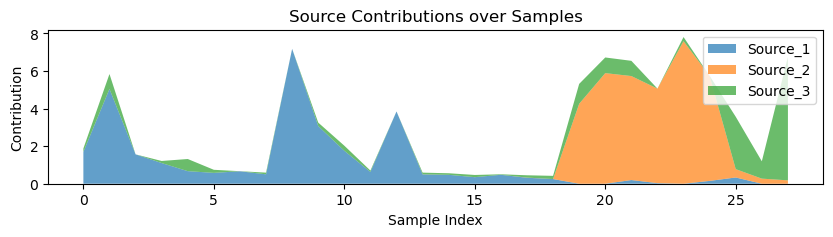 Source Contributions over Samples
8
6
4
2
0
Contribution
Source_1
Source_2
Source_3
0 5 10 15 20 25
Sample Index